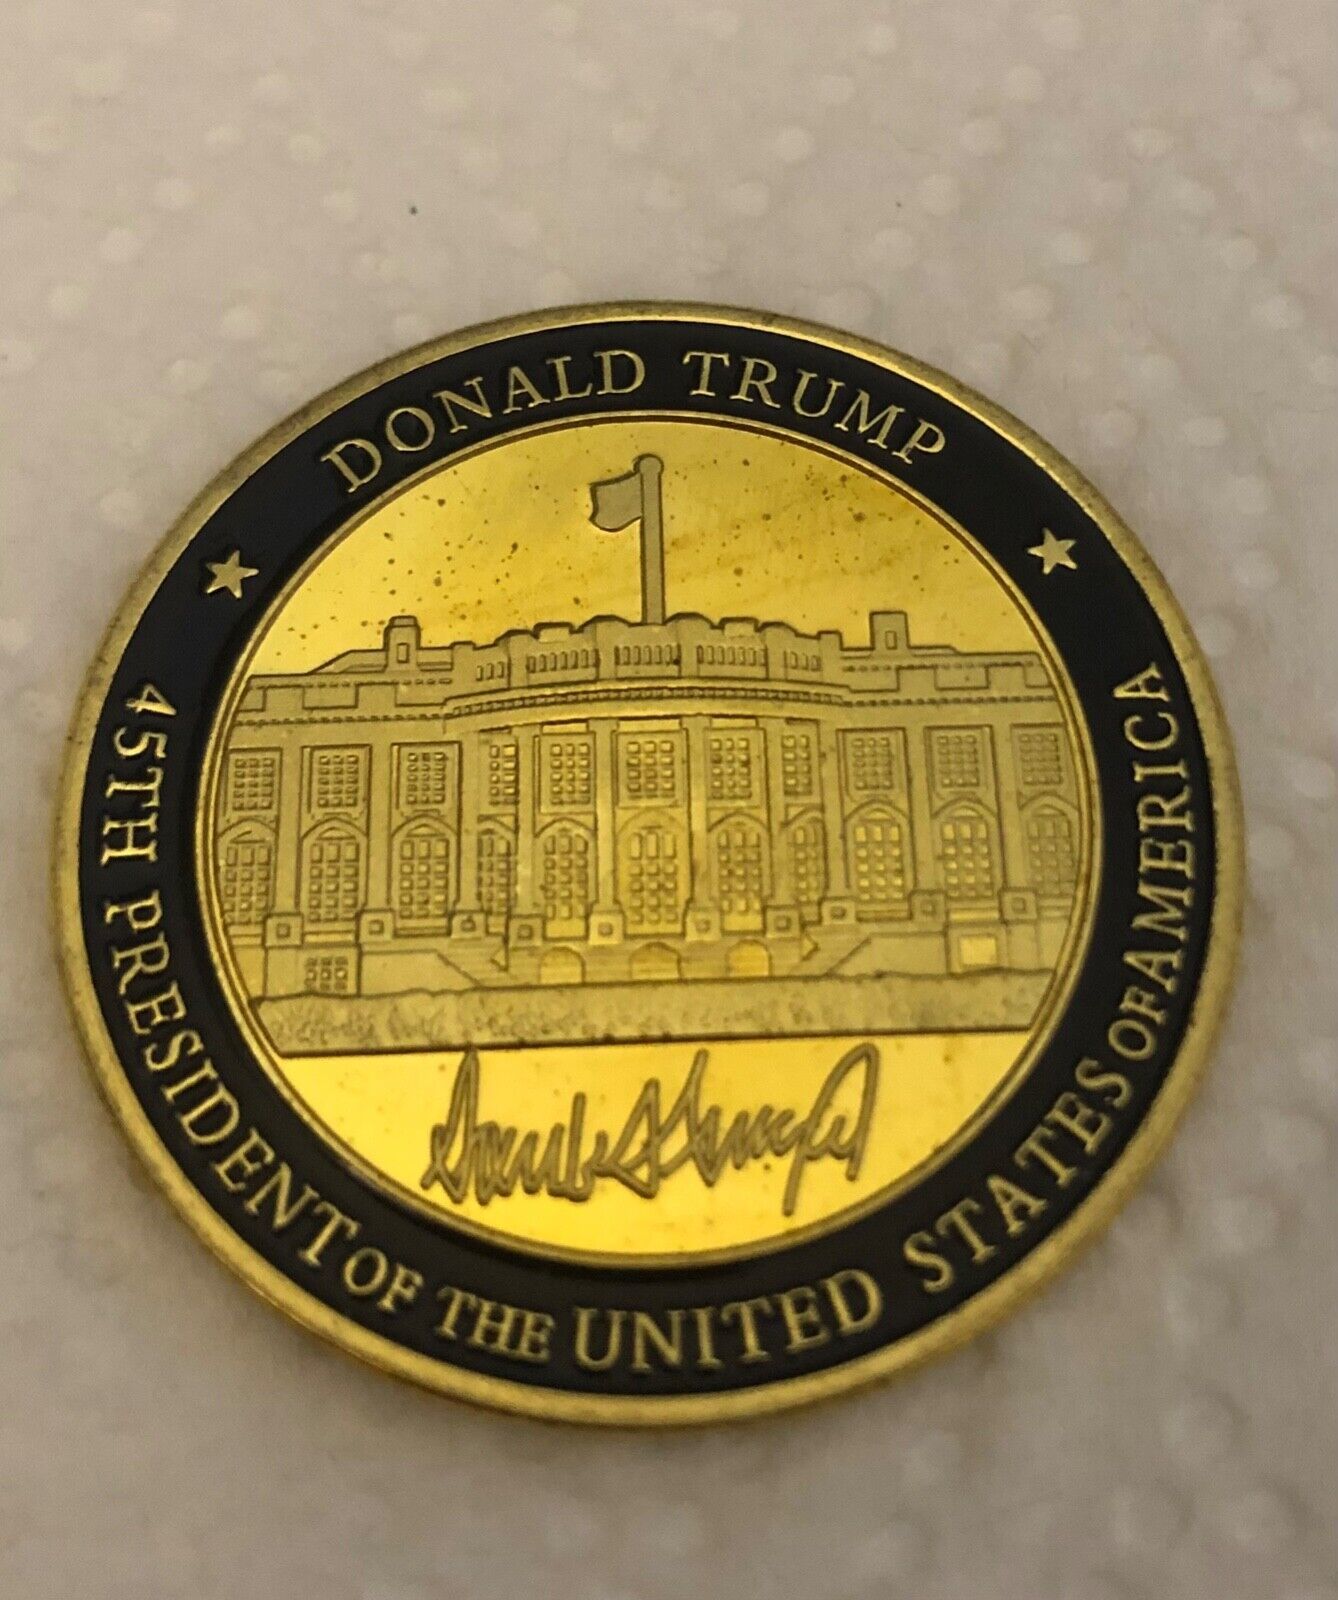 DONALD TRUMP
45TH PRESIDENT OF THE UNITED STATES OF AMERICA